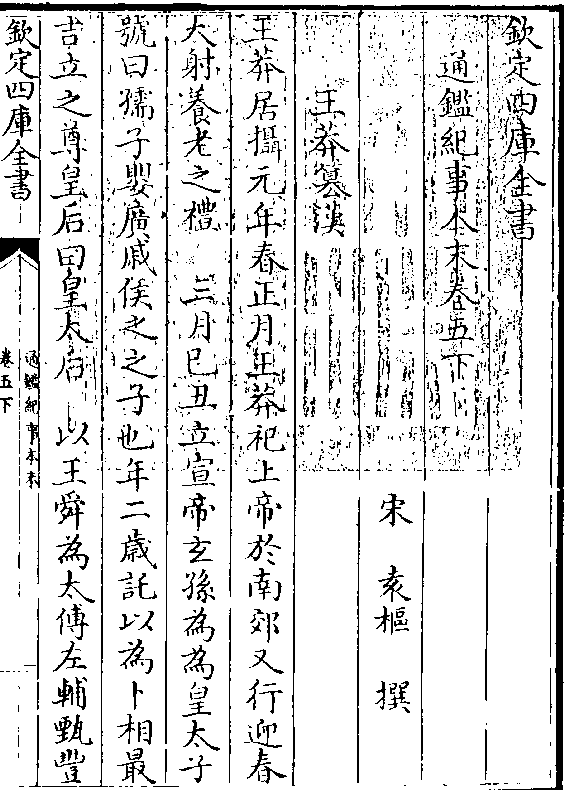 欽定四庫全書
通鑑紀事本末卷五下
宋 袁樞 撰
王莽簒漢
王莽居攝元年春正月王莽祀上帝於南郊又行迎春
大射養老之禮 三月己丑立宣帝玄孫為為皇太子
號曰孺子嬰廣戚侯之之子也年二歳託以為卜相最
吉立之尊皇后曰皇太后 以王舜為太傅左輔甄豐
欽定四庫全書
通鑑紀事本末
卷五下